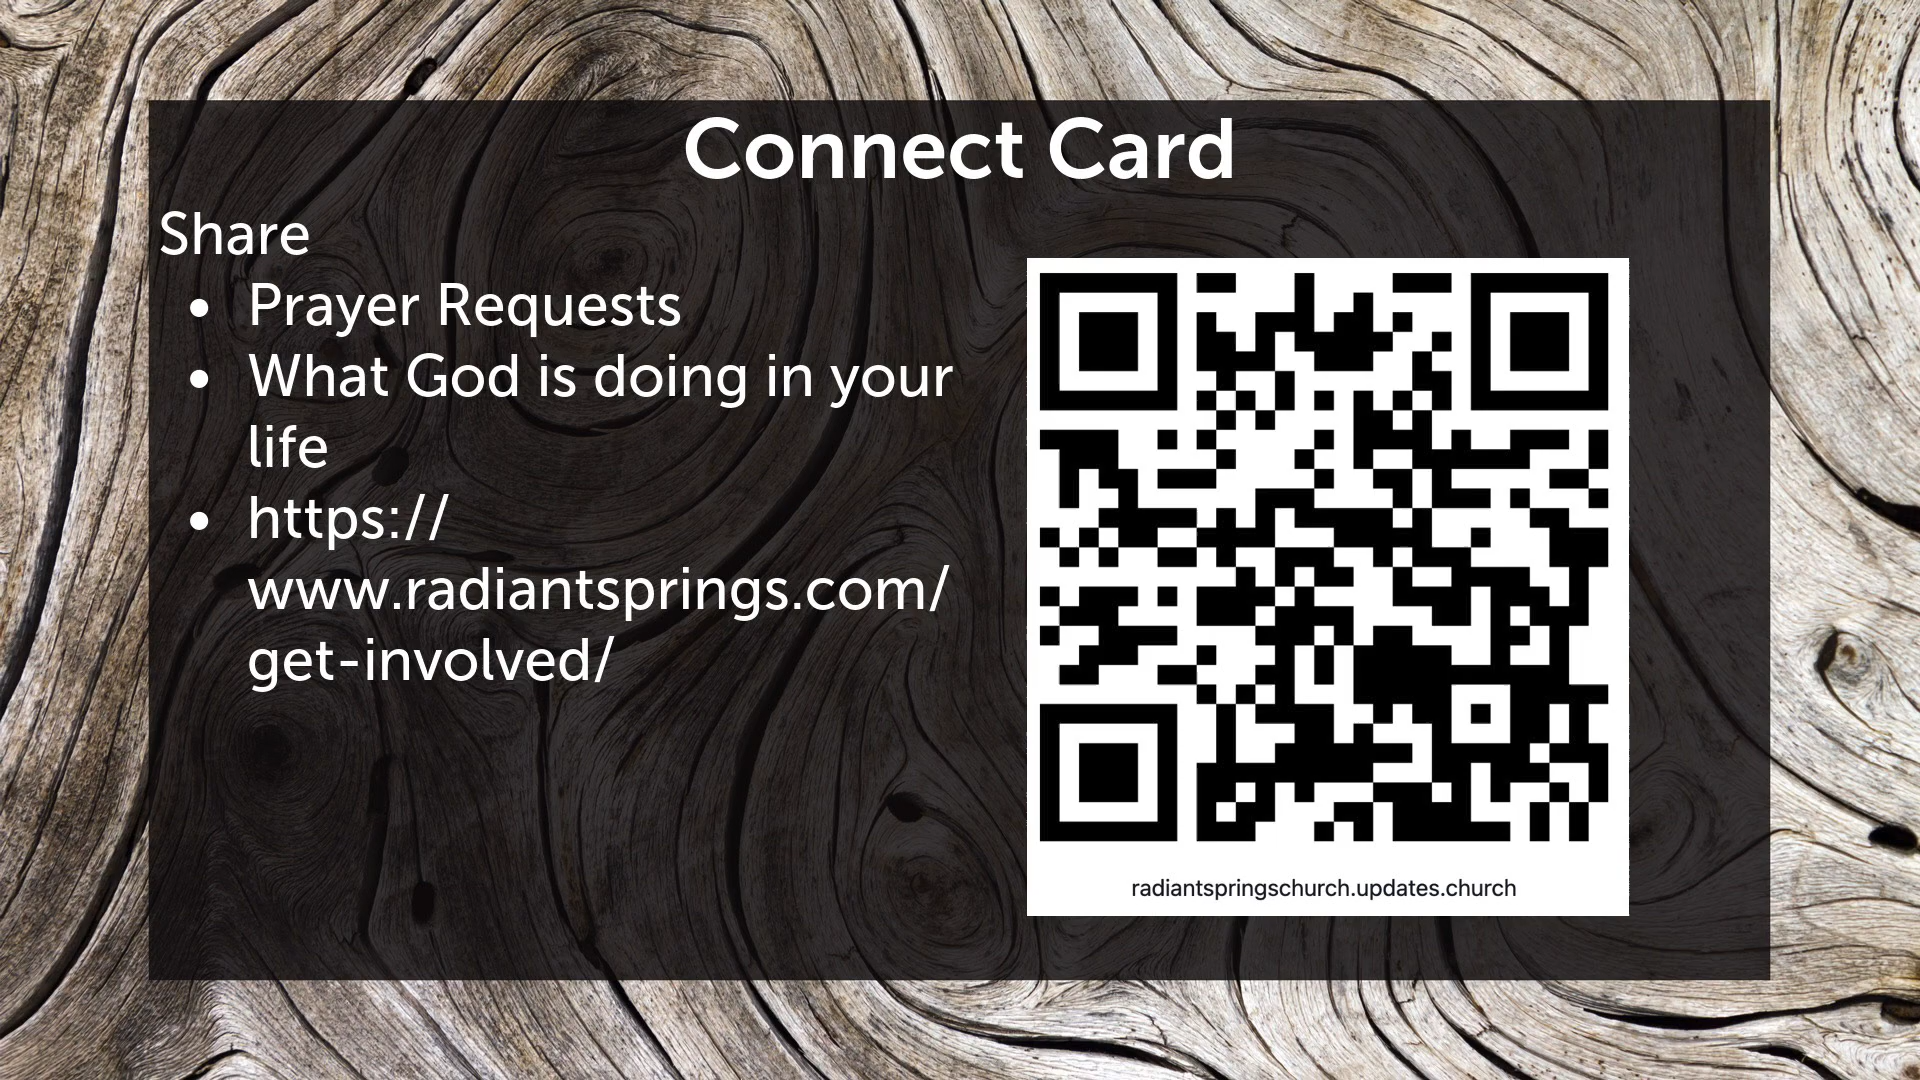 Connect Card
Share
• Prayer Requests
• What God is doing in your
life
• https://
www.radiantsprings.com/
get-involved/
radiantspringschurch.updates.church